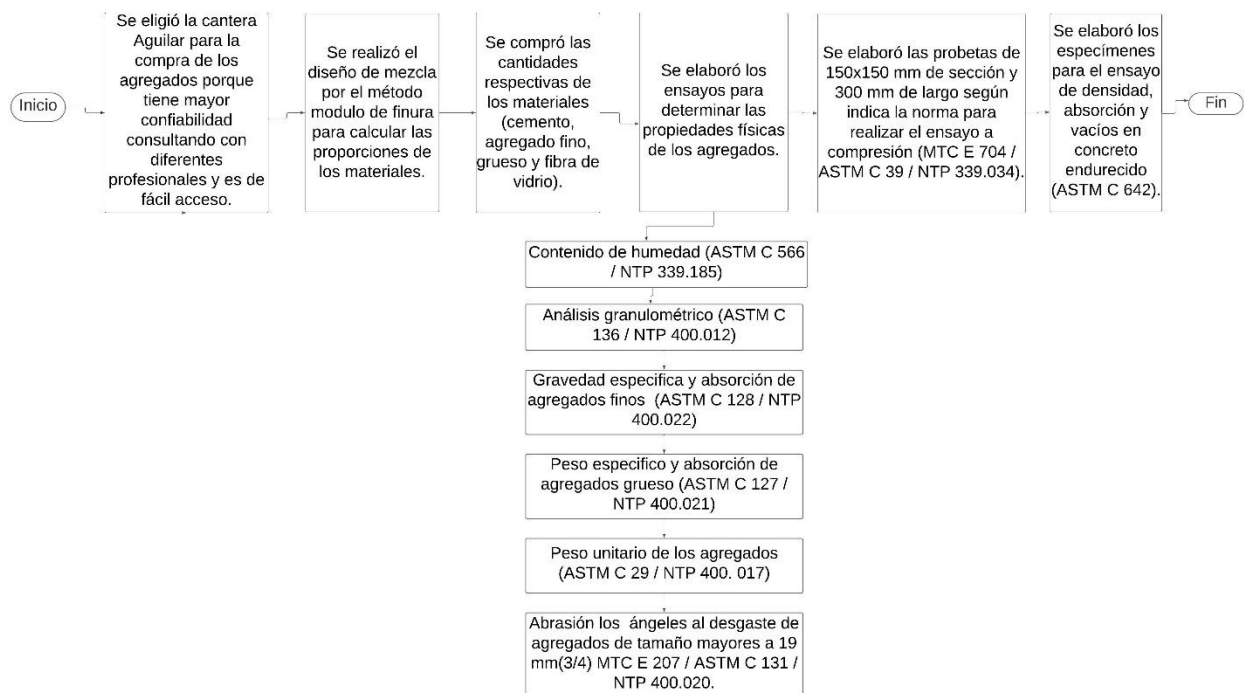 Inicio
Se eligió la cantera
Aguilar para la
compra de los
agregados porque
tiene mayor
confiabilidad
consultando con
diferentes
profesionales y es de
fácil acceso.
Se realizó el
diseño de mezcla
por el método
modulo de finura
para calcular las
proporciones de
los materiales.
Se compró las
cantidades
respectivas de
los materiales
(cemento,
agregado fino,
grueso y fibra de
vidrio).
Se elaboró los
ensayos para
determinar las
propiedades físicas
de los agregados.
Se elaboró las probetas de
150x150 mm de sección y
300 mm de largo según
indica la norma para
realizar el ensayo a
compresión (MTC E 704 /
ASTM C 39 / NTP 339.034).
Se elaboró los
especímenes
para el ensayo
de densidad,
absorción y
vacíos en
concreto
endurecido
(ASTM C 642).
Fin
Contenido de humedad (ASTM C 566
/ NTP 339.185)
Análisis granulométrico (ASTM C
136 / NTP 400.012)
Gravedad especifica y absorción de
agregados finos (ASTM C 128 / NTP
400.022)
Peso especifico y absorción de
agregados grueso (ASTM C 127 /
NTP 400.021)
Peso unitario de los agregados
(ASTM C 29 / NTP 400. 017)
Abrasión los ángeles al desgaste de
agregados de tamaño mayores a 19
mm(3/4) MTC E 207 / ASTM C 131 /
NTP 400.020.